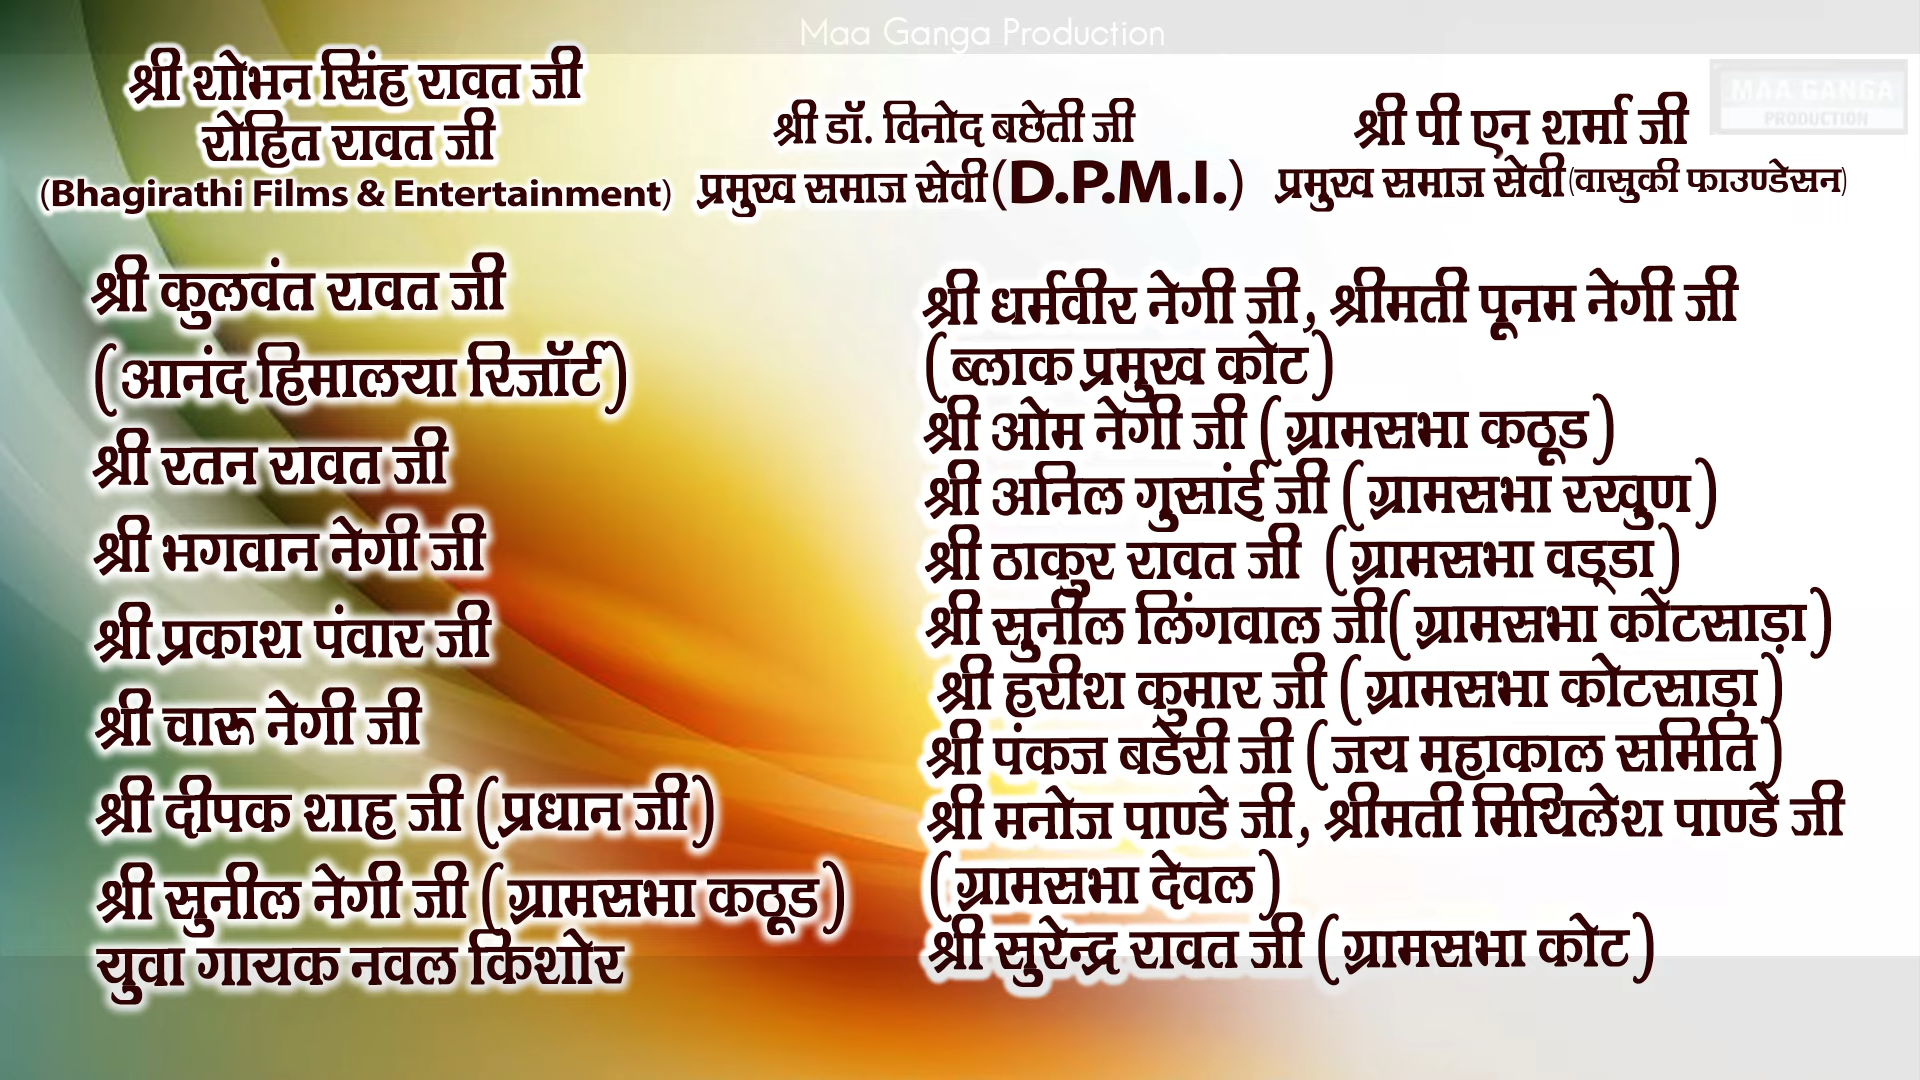 Maa Ganga Production
MAA GANGA
PRODUCTION
श्री शोभन सिंह रावत जी
रोहित रावत जी
(Bhagirathi Films & Entertainment)
श्री डॉ. विनोद बछेती जी
प्रमुख समाज सेवी (D.P.M.I.)
श्री पी एन शर्मा जी
प्रमुख समाज सेवी (वासुकी फाउण्डेसन)
श्री कुलवंत रावत जी
(आनंद हिमालया रिजॉर्ट)
श्री रतन रावत जी
श्री भगवान नेगी जी
श्री प्रकाश पंवार जी
श्री चारू नेगी जी
श्री दीपक शाह जी (प्रधान जी)
श्री सुनील नेगी जी (ग्रामसभा कठूड)
युवा गायक नवल किशोर
श्री धर्मवीर नेगी जी, श्रीमती पूनम नेगी जी
(ब्लाक प्रमुख कोट)
श्री ओम नेगी जी (ग्रामसभा कठूड)
श्री अनिल गुसांई जी (ग्रामसभा रखुण)
श्री ठाकुर रावत जी (ग्रामसभा वड्डा)
श्री सुनील लिंगवाल जी(ग्रामसभा कोटसाड़ा)
श्री हरीश कुमार जी (ग्रामसभा कोटसाड़ा)
श्री पंकज बडेरी जी (जय महाकाल समिति)
श्री मनोज पाण्डे जी, श्रीमती मिथिलेश पाण्डे जी
(ग्रामसभा देवल)
श्री सुरेन्द्र रावत जी (ग्रामसभा कोट)